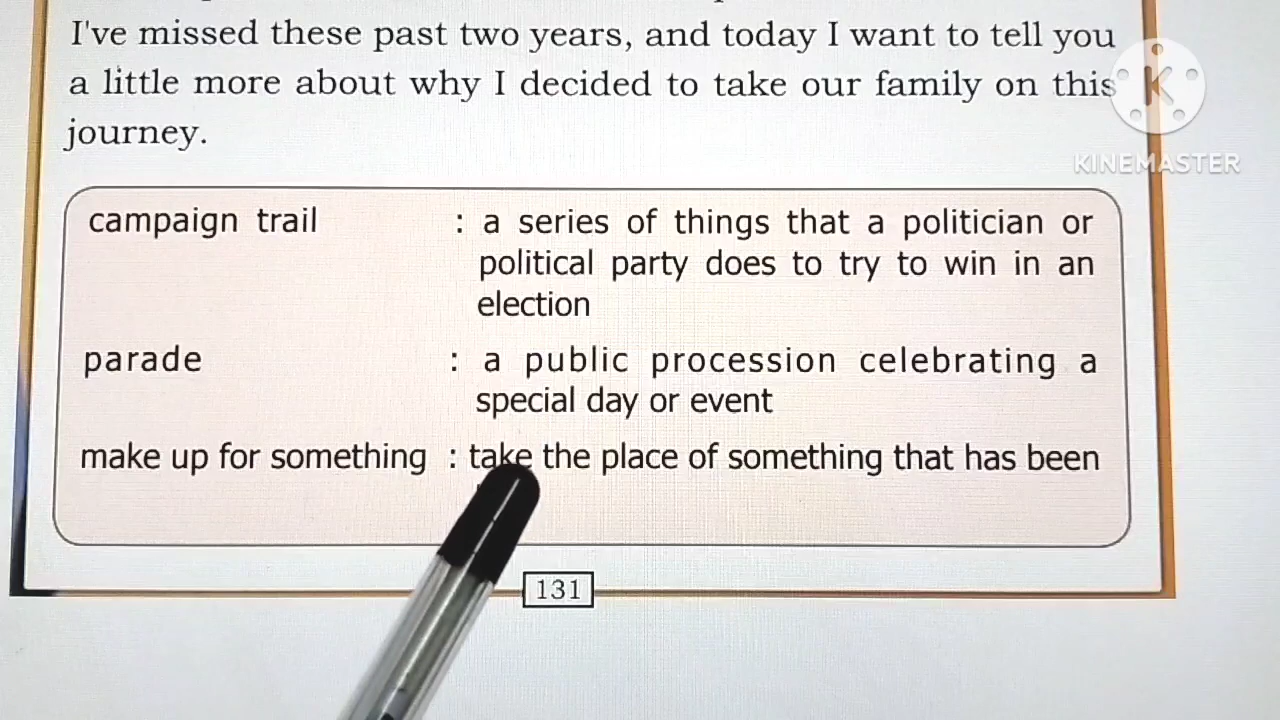 I've missed these past two years, and today I want to tell you
a little more about why I decided to take our family on this
journey.
K
KINEMASTER
campaign trail : a series of things that a politician or
political party does to try to win in an
election
parade : a public procession celebrating a
special day or event
make up for something : take the place of something that has been
131